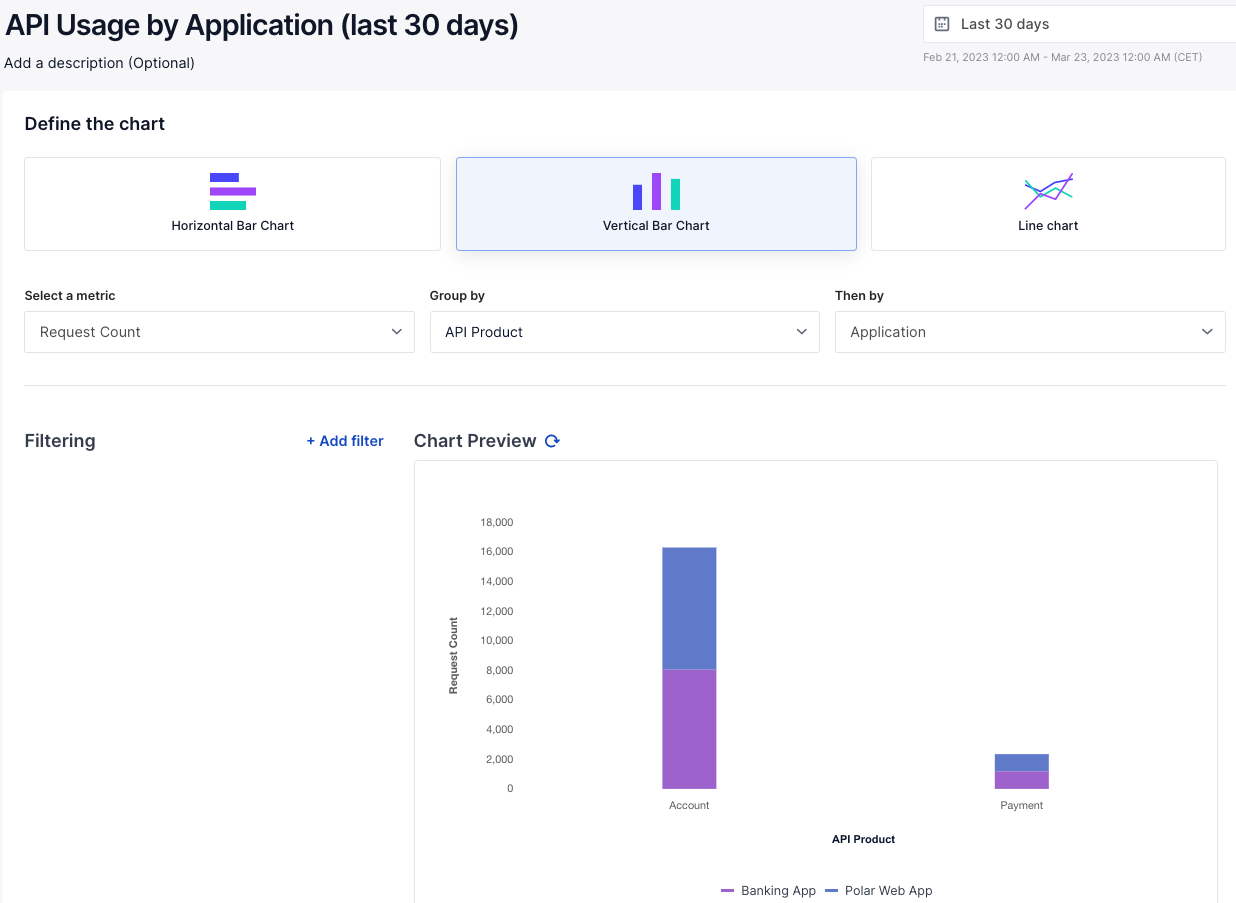 API Usage by Application (last 30 days)
Last 30 days
Add a description (Optional)
Feb 21, 2023 12:00 AM - Mar 23, 2023 12:00 AM (CET)
Define the chart
Horizontal Bar Chart
Vertical Bar Chart
Line chart
Select a metric
Group by
Then by
Request Count
API Product
Application
Filtering
+ Add filter
Chart Preview
18,000
16,000
14,000
12,000
10,000
8,000
6,000
4,000
2,000
0
Request Count
Account
Payment
API Product
Banking App
Polar Web App